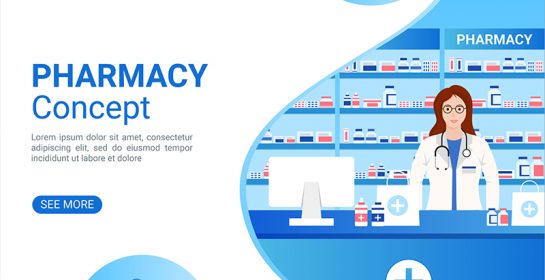 PHARMACY
Concept
Lorem ipsum dolor sit amet, consectetur
adipiscing elit, sed do eiusmod tempor
incididunt ut labore et dolore
SEE MORE
PHARMACY